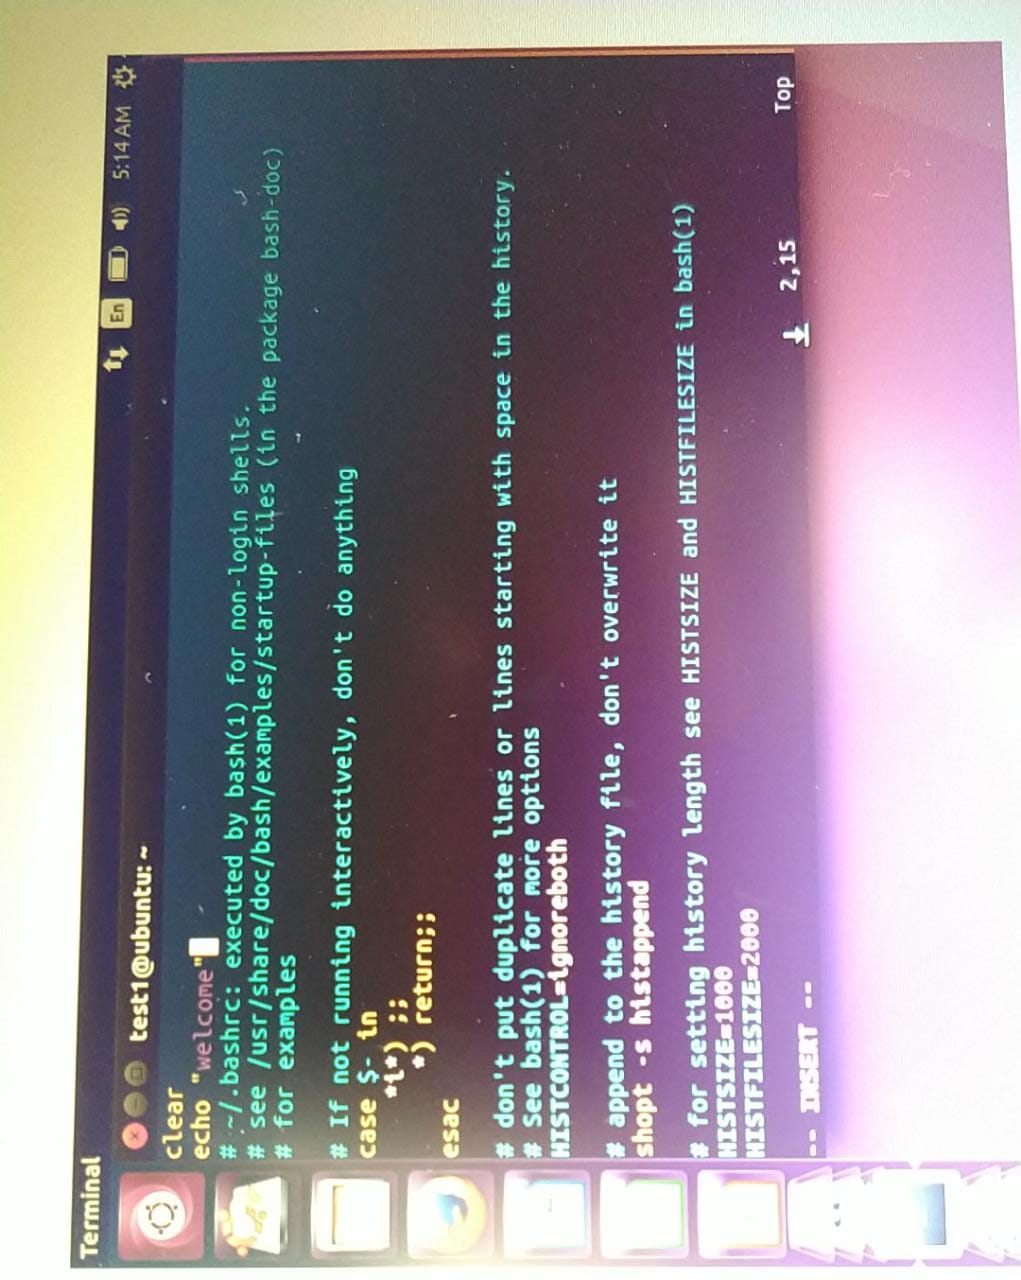 Terminal
En 5:14 AM
test1@ubuntu: ~
clear
echo "welcome"
# ~/.bashrc: executed by bash(1) for non-login shells.
# see /usr/share/doc/bash/examples/startup-files (in the package bash-doc)
# for examples
# If not running interactively, don't do anything
case $- in
*i*) ;;
*) return;;
esac
# don't put duplicate lines or lines starting with space in the history.
# See bash(1) for more options
HISTCONTROL=ignoreboth
# append to the history file, don't overwrite it
shopt -s histappend
# for setting history length see HISTSIZE and HISTFILESIZE in bash(1)
HISTSIZE=1000
HISTFILESIZE=2000
-- INSERT -- 2,15 Top